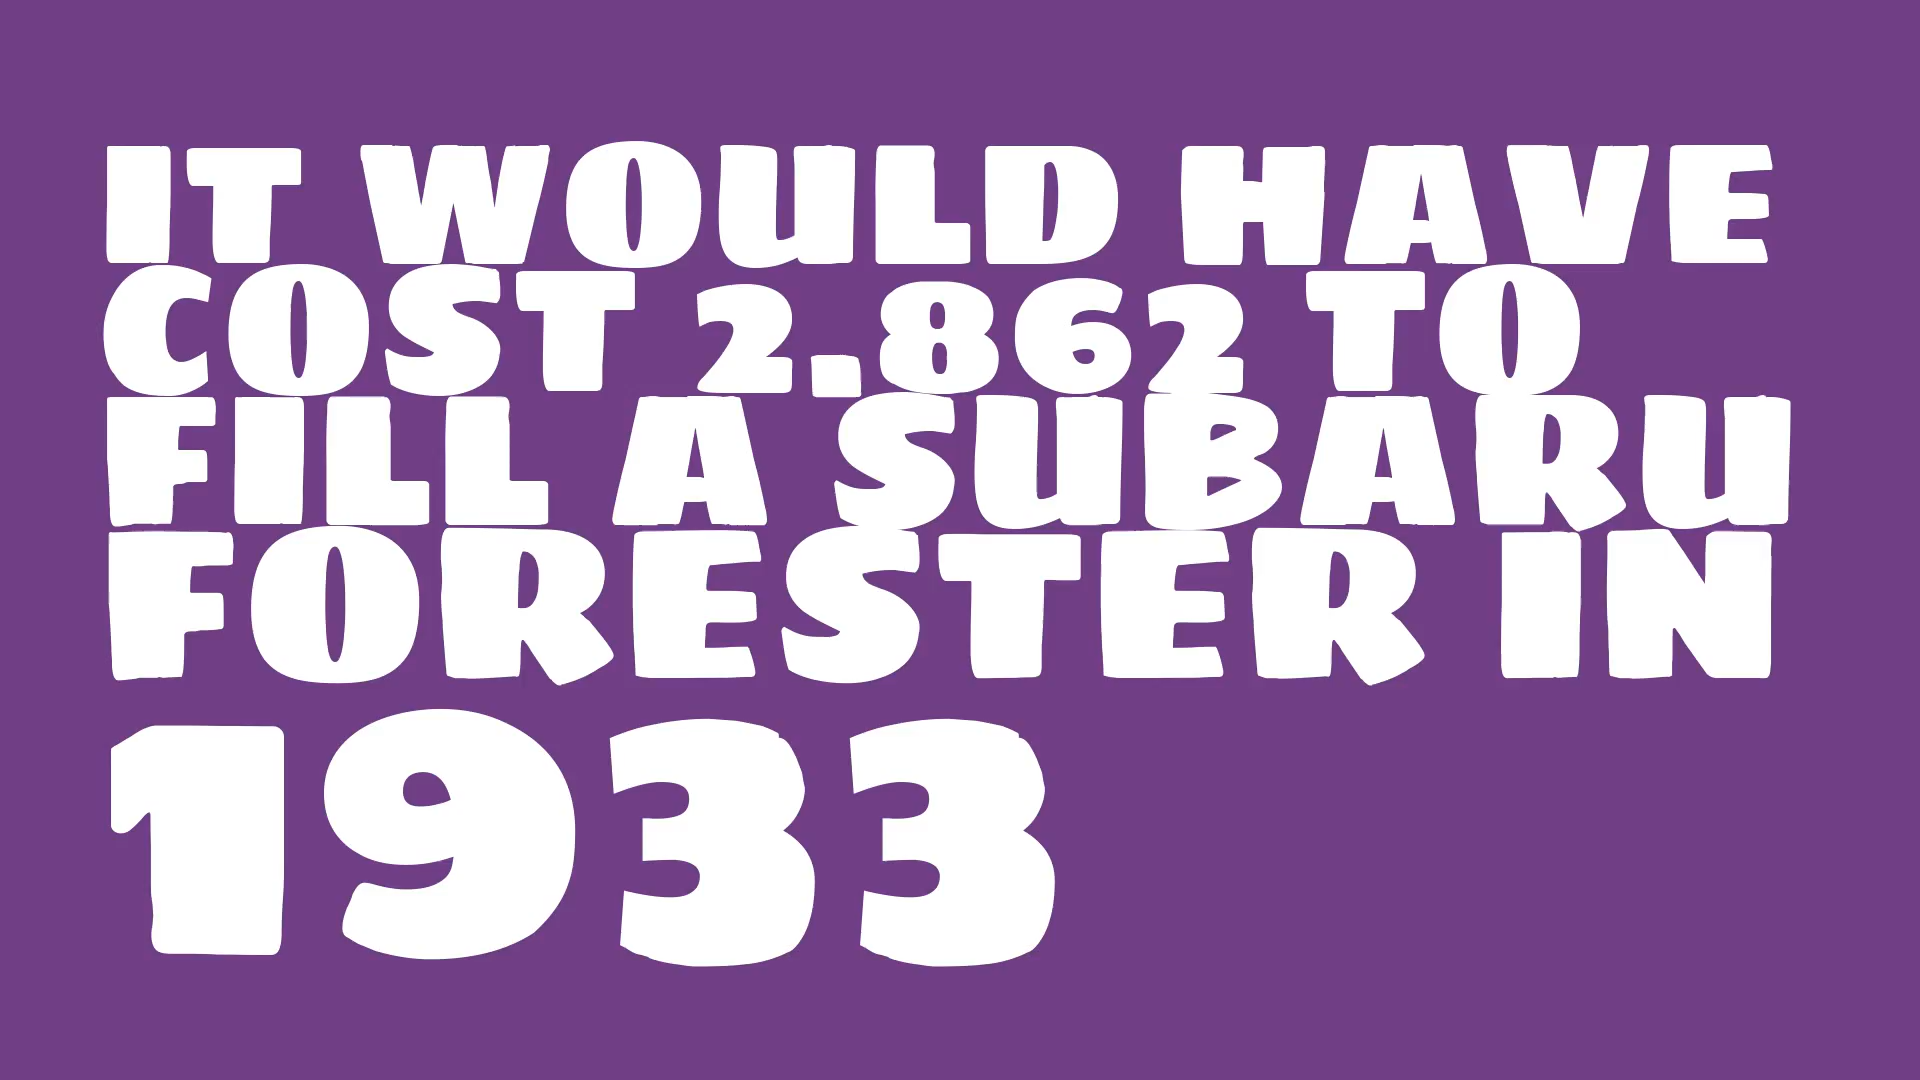 IT WOULD HAVE
COST 2.862 TO
FILL A SUBARU
FORESTER IN
1933